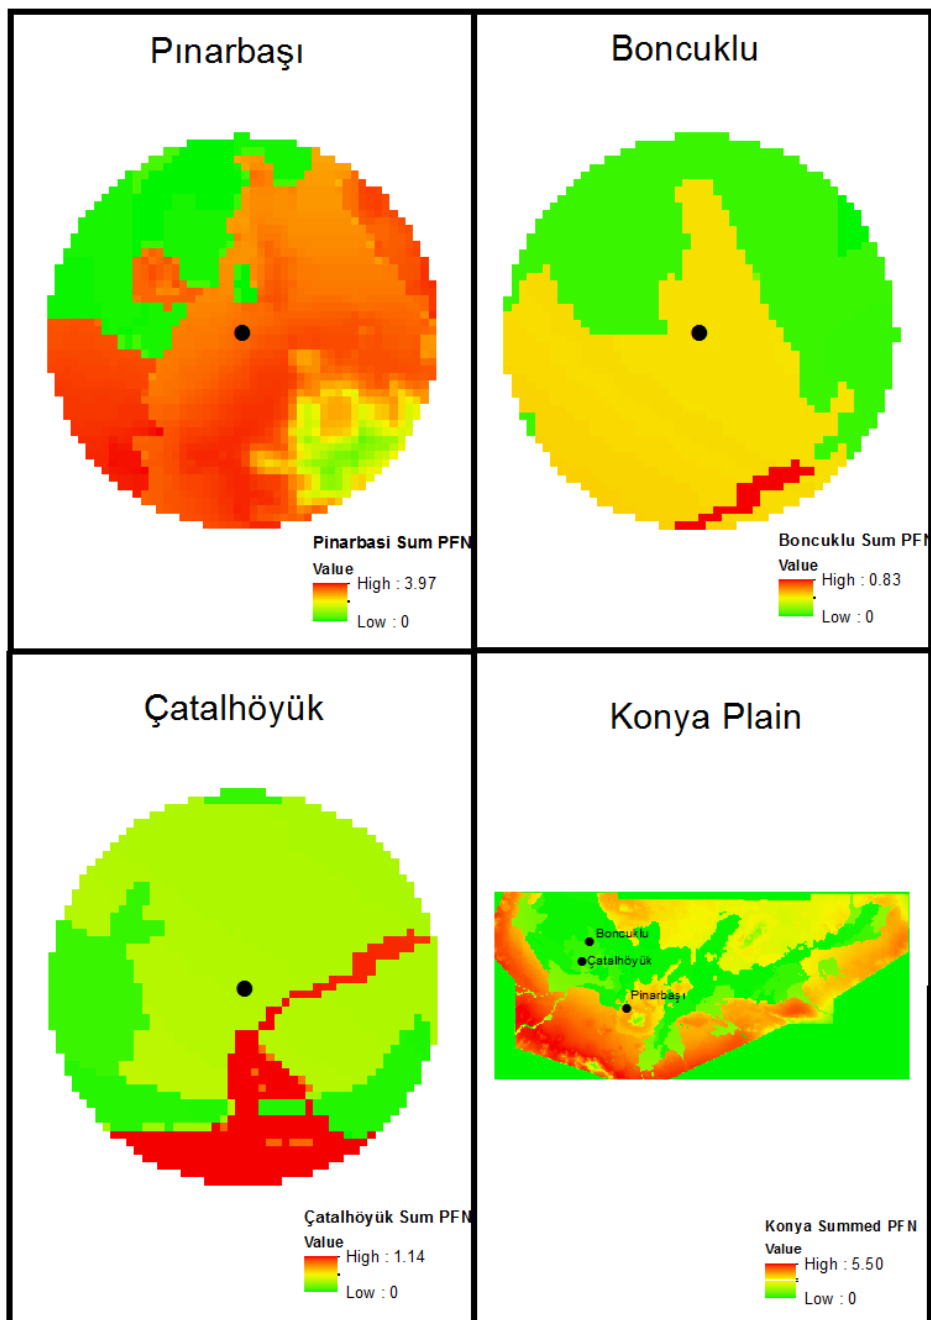 Pınarbaşı
Pinarbasi Sum PFN
Value
High : 3.97
Low : 0
Boncuklu
Boncuklu Sum PFN
Value
High : 0.83
Low : 0
Çatalhöyük
Çatalhöyük Sum PFN
Value
High : 1.14
Low : 0
Konya Plain
Boncuklu
Çatalhöyük
Pınarbaşı
Konya Summed PFN
Value
High : 5.50
Low : 0